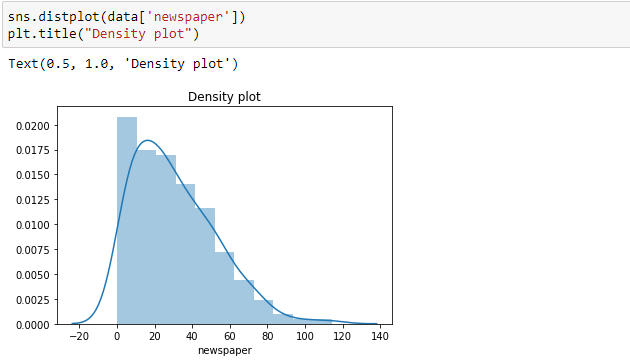 sns.distplot(data['newspaper'])
plt.title("Density plot")
Text(0.5, 1.0, 'Density plot')
Density plot
0.0200
0.0175
0.0150
0.0125
0.0100
0.0075
0.0050
0.0025
0.0000
−20 0 20 40 60 80 100 120 140
newspaper